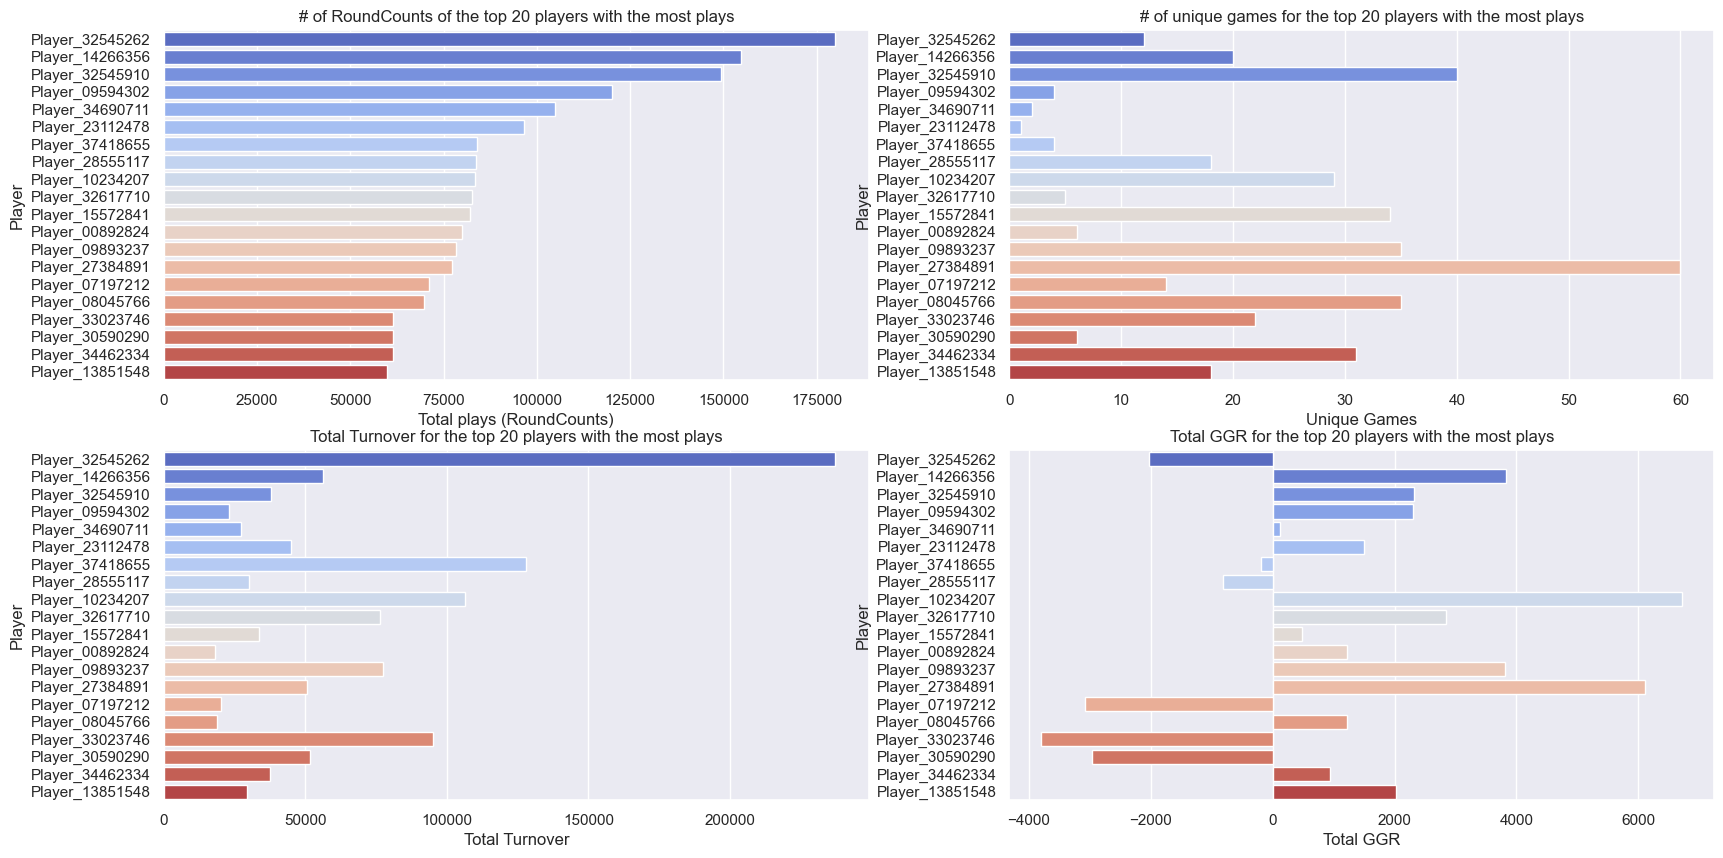 # of RoundCounts of the top 20 players with the most plays
Player
Player_32545262
Player_14266356
Player_32545910
Player_09594302
Player_34690711
Player_23112478
Player_37418655
Player_28555117
Player_10234207
Player_32617710
Player_15572841
Player_00892824
Player_09893237
Player_27384891
Player_07197212
Player_08045766
Player_33023746
Player_30590290
Player_34462334
Player_13851548
0 25000 50000 75000 100000 125000 150000 175000
Total plays (RoundCounts)
# of unique games for the top 20 players with the most plays
Player
Player_32545262
Player_14266356
Player_32545910
Player_09594302
Player_34690711
Player_23112478
Player_37418655
Player_28555117
Player_10234207
Player_32617710
Player_15572841
Player_00892824
Player_09893237
Player_27384891
Player_07197212
Player_08045766
Player_33023746
Player_30590290
Player_34462334
Player_13851548
0 10 20 30 40 50 60
Unique Games
Total Turnover for the top 20 players with the most plays
Player
Player_32545262
Player_14266356
Player_32545910
Player_09594302
Player_34690711
Player_23112478
Player_37418655
Player_28555117
Player_10234207
Player_32617710
Player_15572841
Player_00892824
Player_09893237
Player_27384891
Player_07197212
Player_08045766
Player_33023746
Player_30590290
Player_34462334
Player_13851548
0 50000 100000 150000 200000
Total Turnover
Total GGR for the top 20 players with the most plays
Player
Player_32545262
Player_14266356
Player_32545910
Player_09594302
Player_34690711
Player_23112478
Player_37418655
Player_28555117
Player_10234207
Player_32617710
Player_15572841
Player_00892824
Player_09893237
Player_27384891
Player_07197212
Player_08045766
Player_33023746
Player_30590290
Player_34462334
Player_13851548
−4000 −2000 0 2000 4000 6000
Total GGR